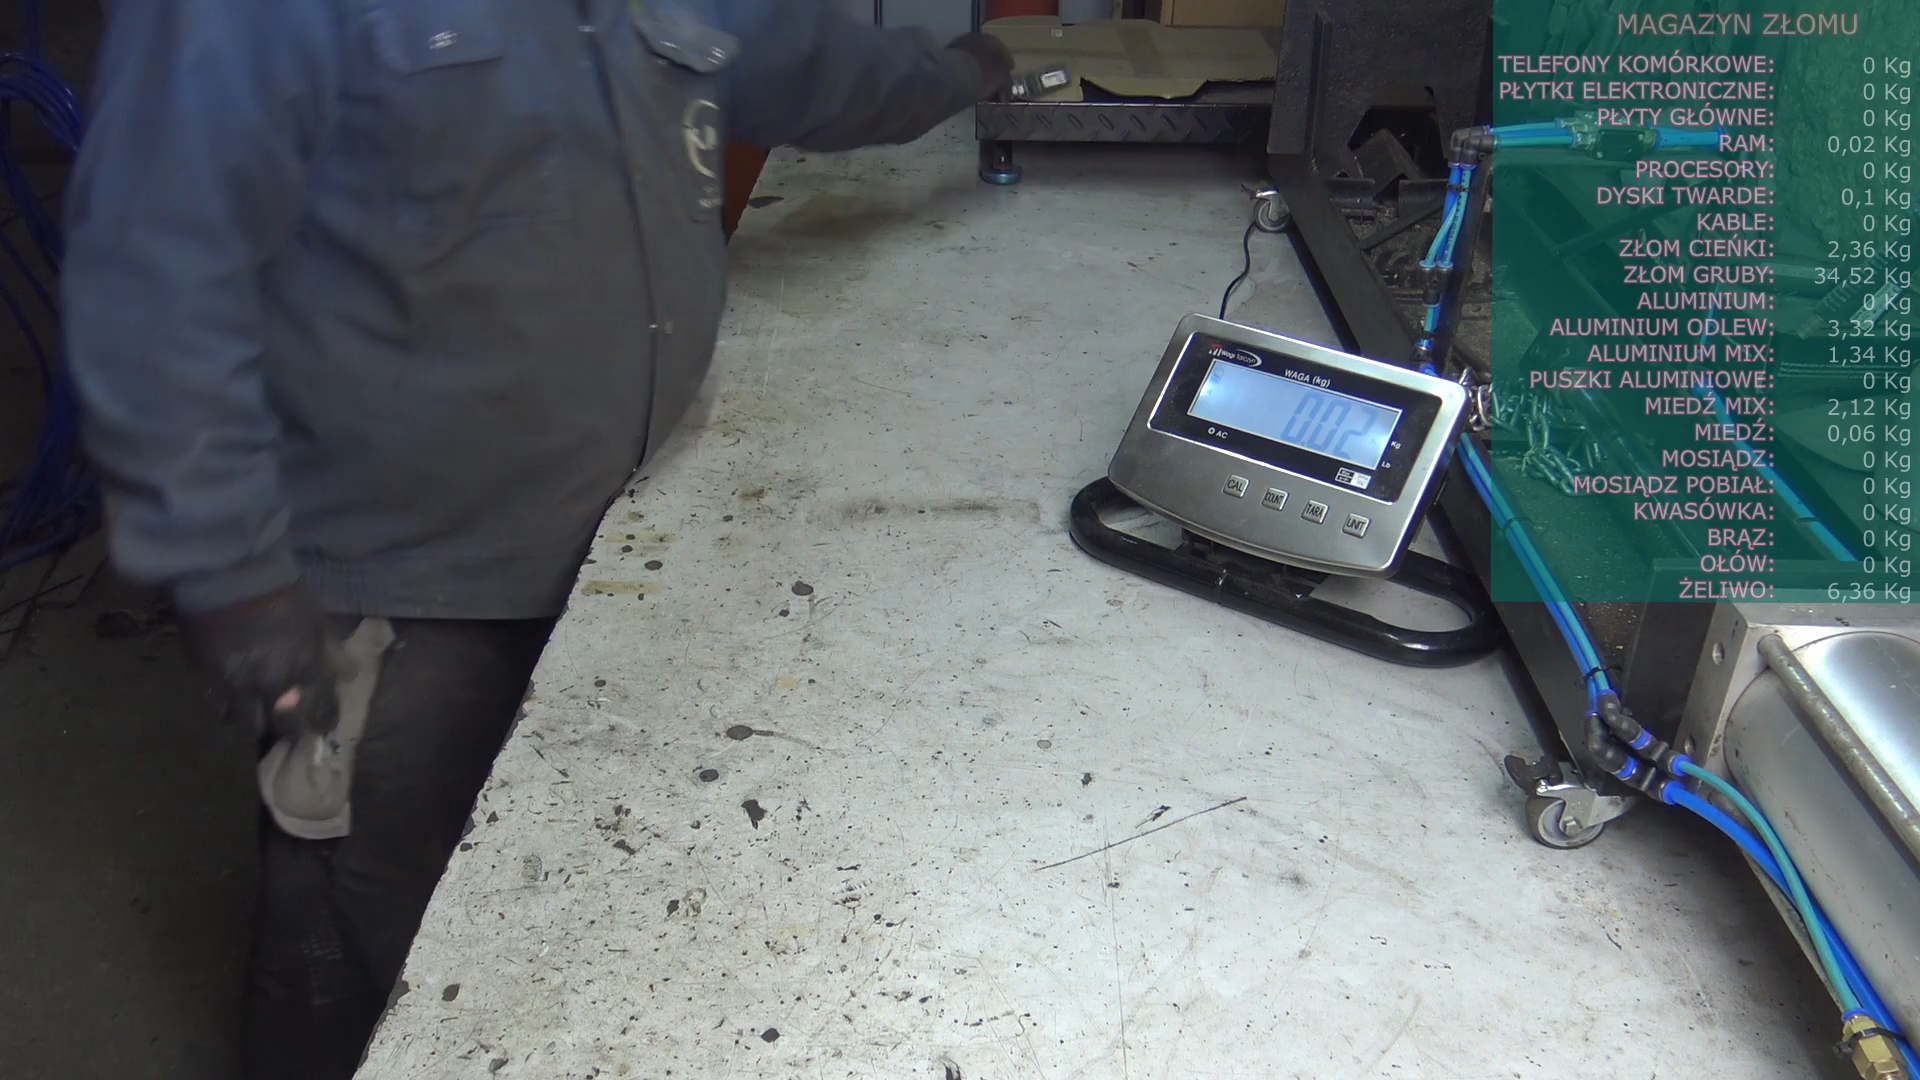 MAGAZYN ZŁOMU
TELEFONY KOMÓRKOWE: 0 Kg
PŁYTKI ELEKTRONICZNE: 0 Kg
PŁYTY GŁÓWNE: 0 Kg
RAM: 0,02 Kg
PROCESORY: 0 Kg
DYSKI TWARDE: 0,1 Kg
KABLE: 0 Kg
ZŁOM CIEŃKI: 2,36 Kg
ZŁOM GRUBY: 34,52 Kg
ALUMINIUM: 0 Kg
ALUMINIUM ODLEW: 3,32 Kg
ALUMINIUM MIX: 1,34 Kg
PUSZKI ALUMINIOWE: 0 Kg
MIEDŹ MIX: 2,12 Kg
MIEDŹ: 0,06 Kg
MOSIĄDZ: 0 Kg
MOSIĄDZ POBIAŁ: 0 Kg
KWASÓWKA: 0 Kg
BRĄZ: 0 Kg
OŁÓW: 0 Kg
ŻELIWO: 6,36 Kg
Wagi Tarczyn
WAGA (kg)
0.02
Kg
Lb
AC
CAL COUNT TARA UNIT